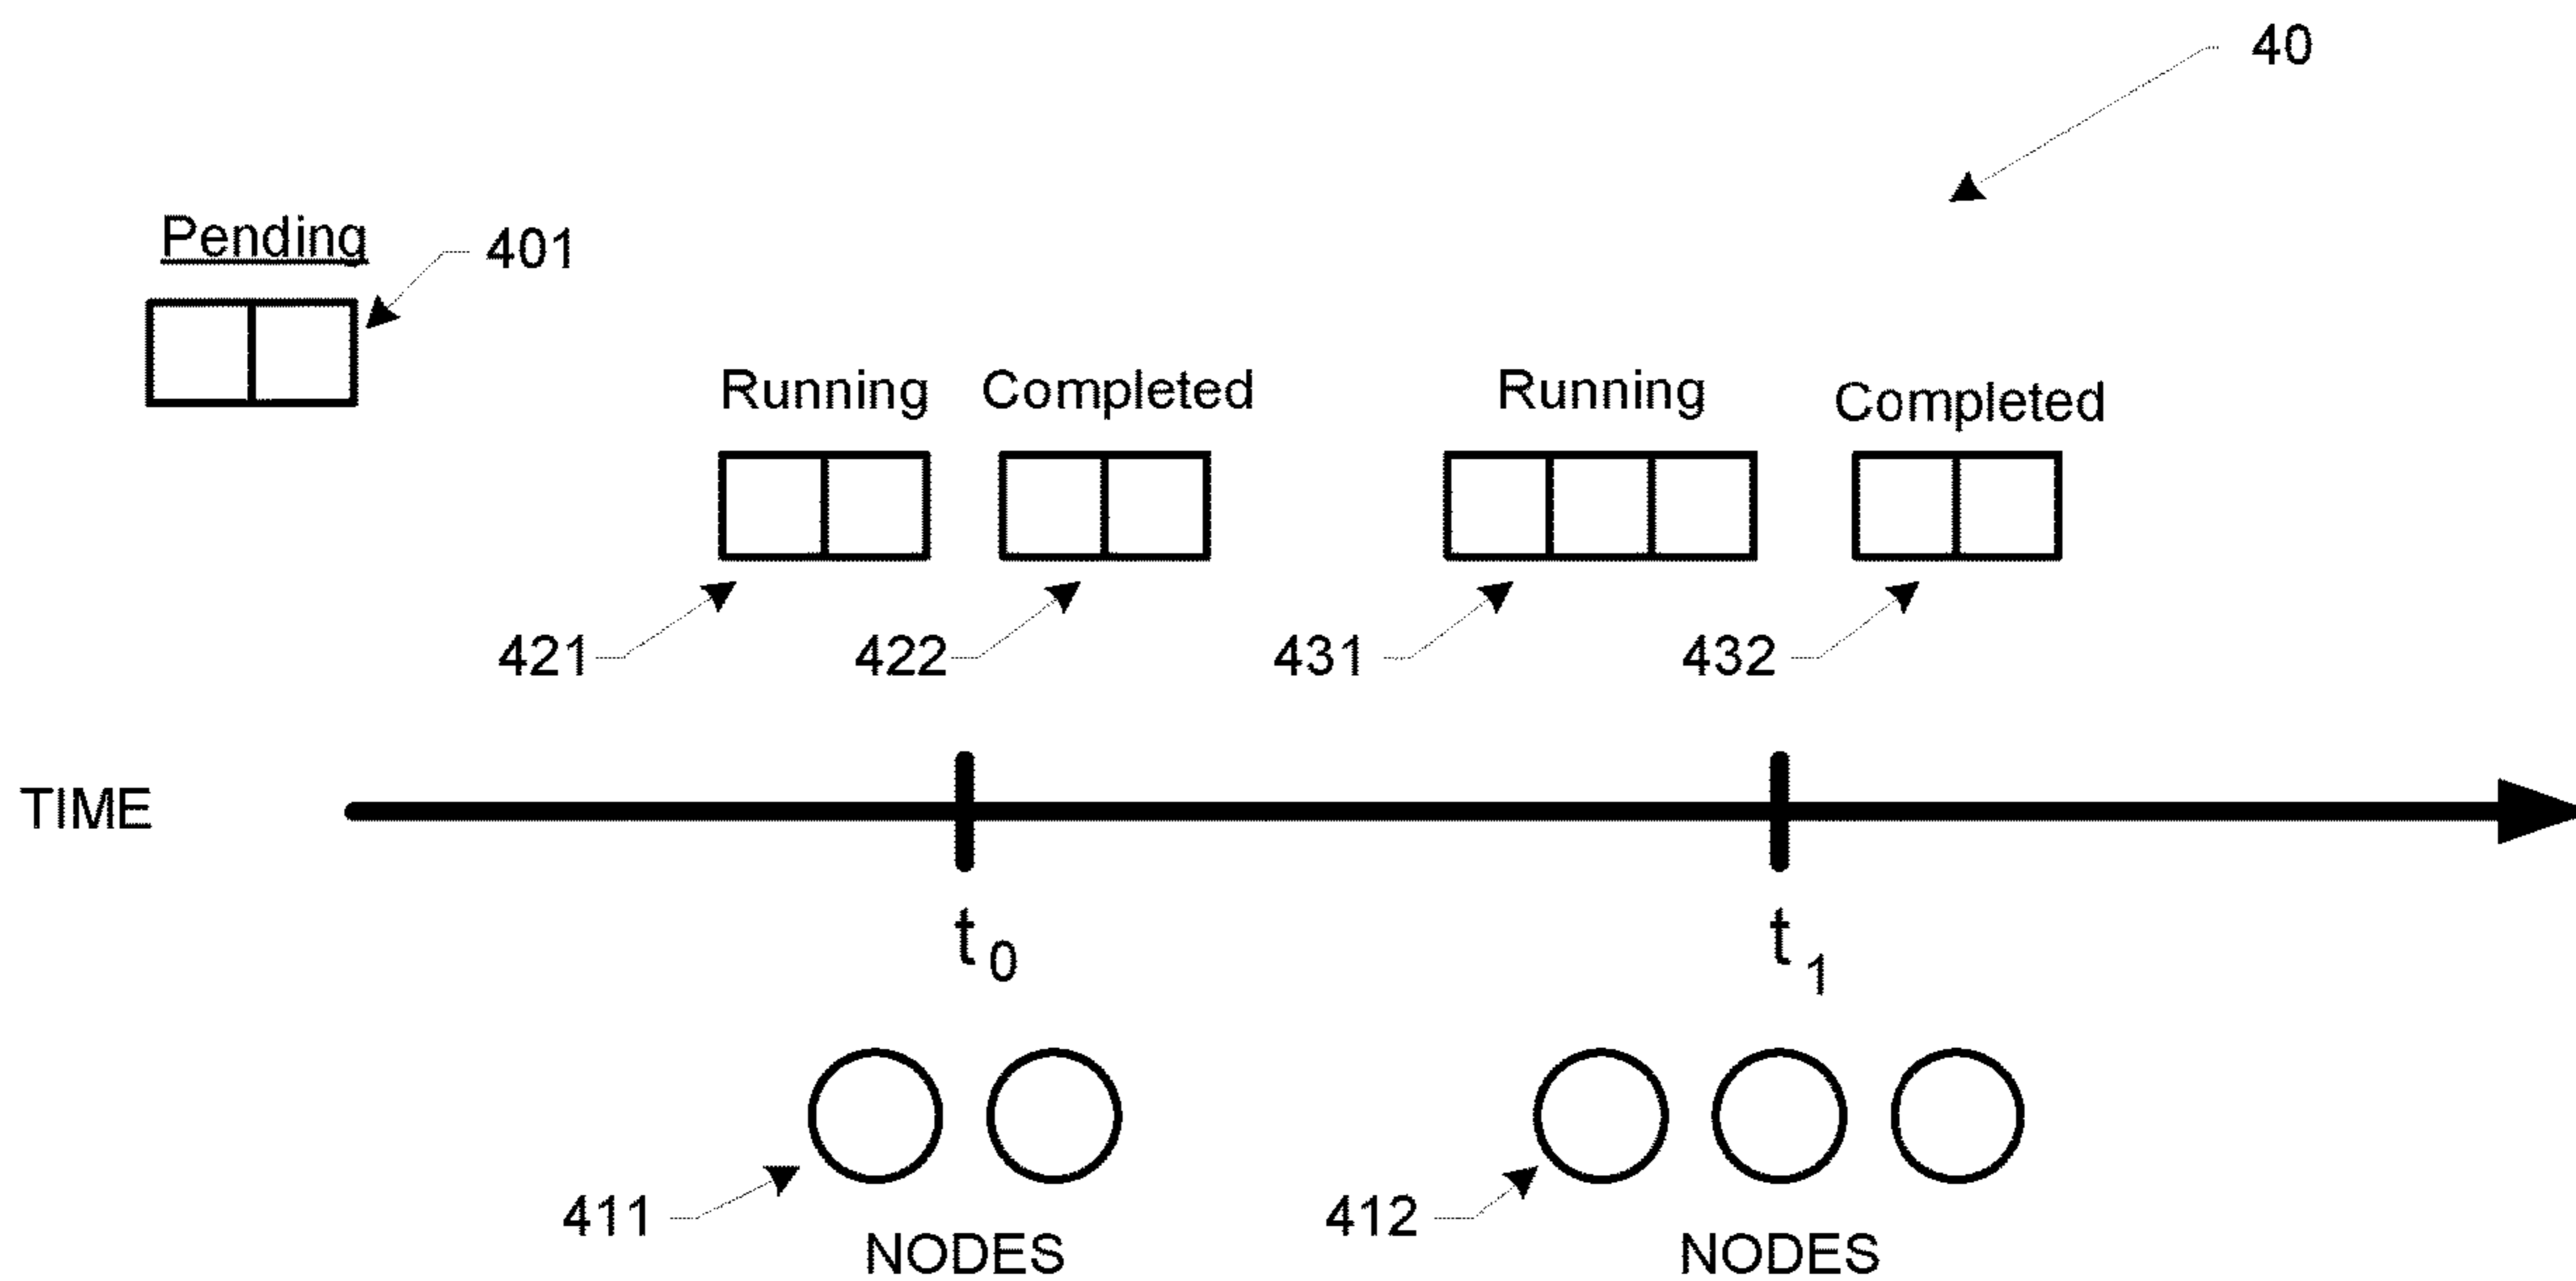 40
Pending
401
Running
Completed
Running
Completed
421
422
431
432
TIME
t0
t1
411
412
NODES
NODES